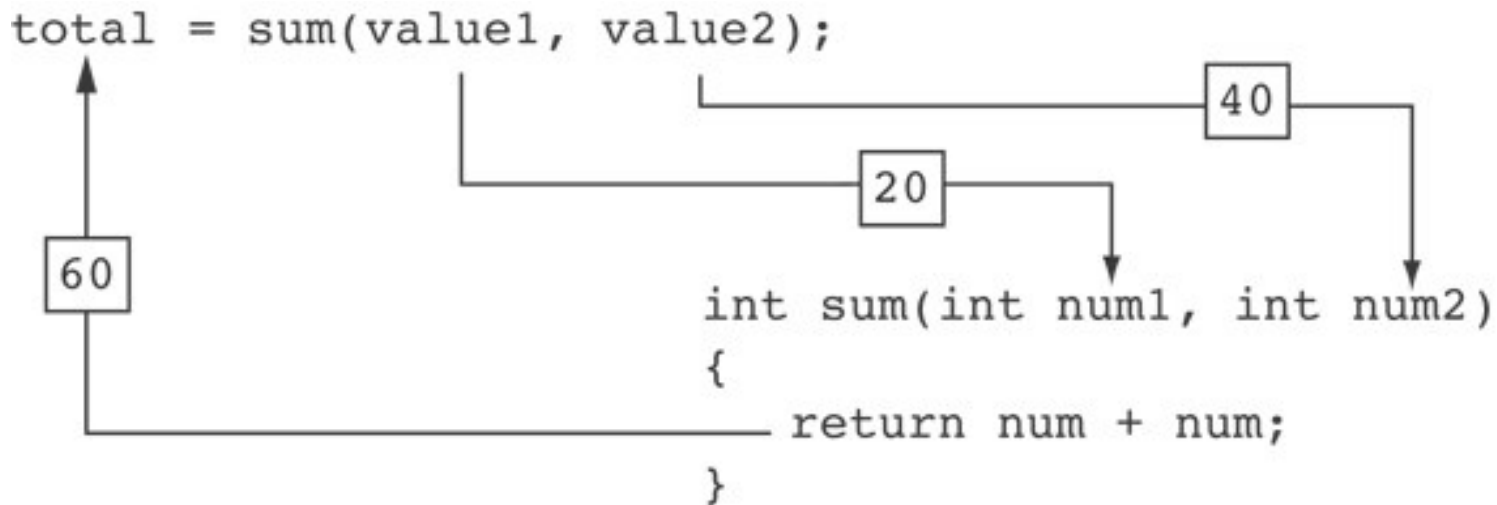 total = sum(value1, value2);
40
20
60
int sum(int num1, int num2)
{
return num + num;
}